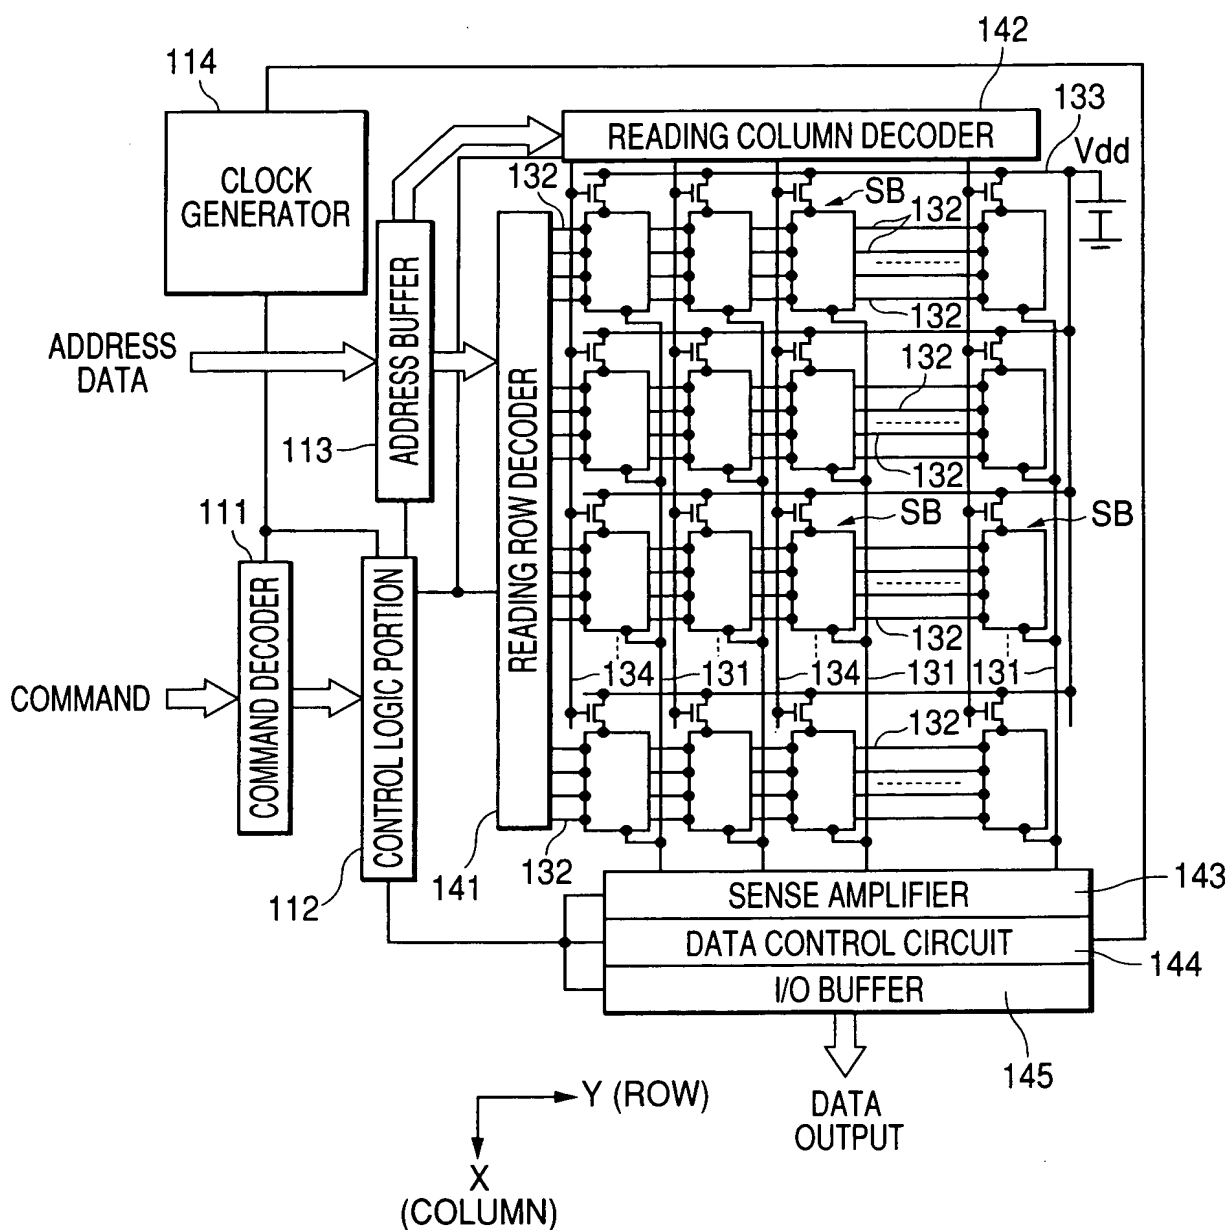 142
114
133
READING COLUMN DECODER
Vdd
CLOCK
GENERATOR
132
SB
132
132
ADDRESS
DATA
ADDRESS BUFFER
113
READING ROW DECODER
132
132
SB
SB
111
COMMAND DECODER
CONTROL LOGIC PORTION
132
COMMAND
134
131
134
131
131
132
141
132
112
SENSE AMPLIFIER
143
DATA CONTROL CIRCUIT
144
I/O BUFFER
145
Y (ROW)
DATA
OUTPUT
X
(COLUMN)